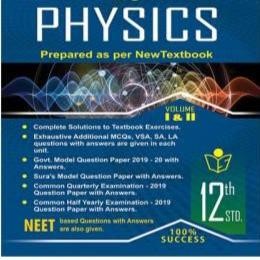 PHYSICS
Prepared as per NewTextbook
VOLUME
I & II
Complete Solutions to Textbook Exercises.
Exhaustive Additional MCQs, VSA, SA, LA
questions with answers are given in each
unit.
Govt. Model Question Paper 2019 - 20 with
Answers.
Sura's Model Question Paper with Answers.
Common Quarterly Examination - 2019
Question Paper with Answers.
Common Half Yearly Examination - 2019
Question Paper with Answers.
NEET based Questions with Answers
are also given.
12th
STD.
100%
SUCCESS